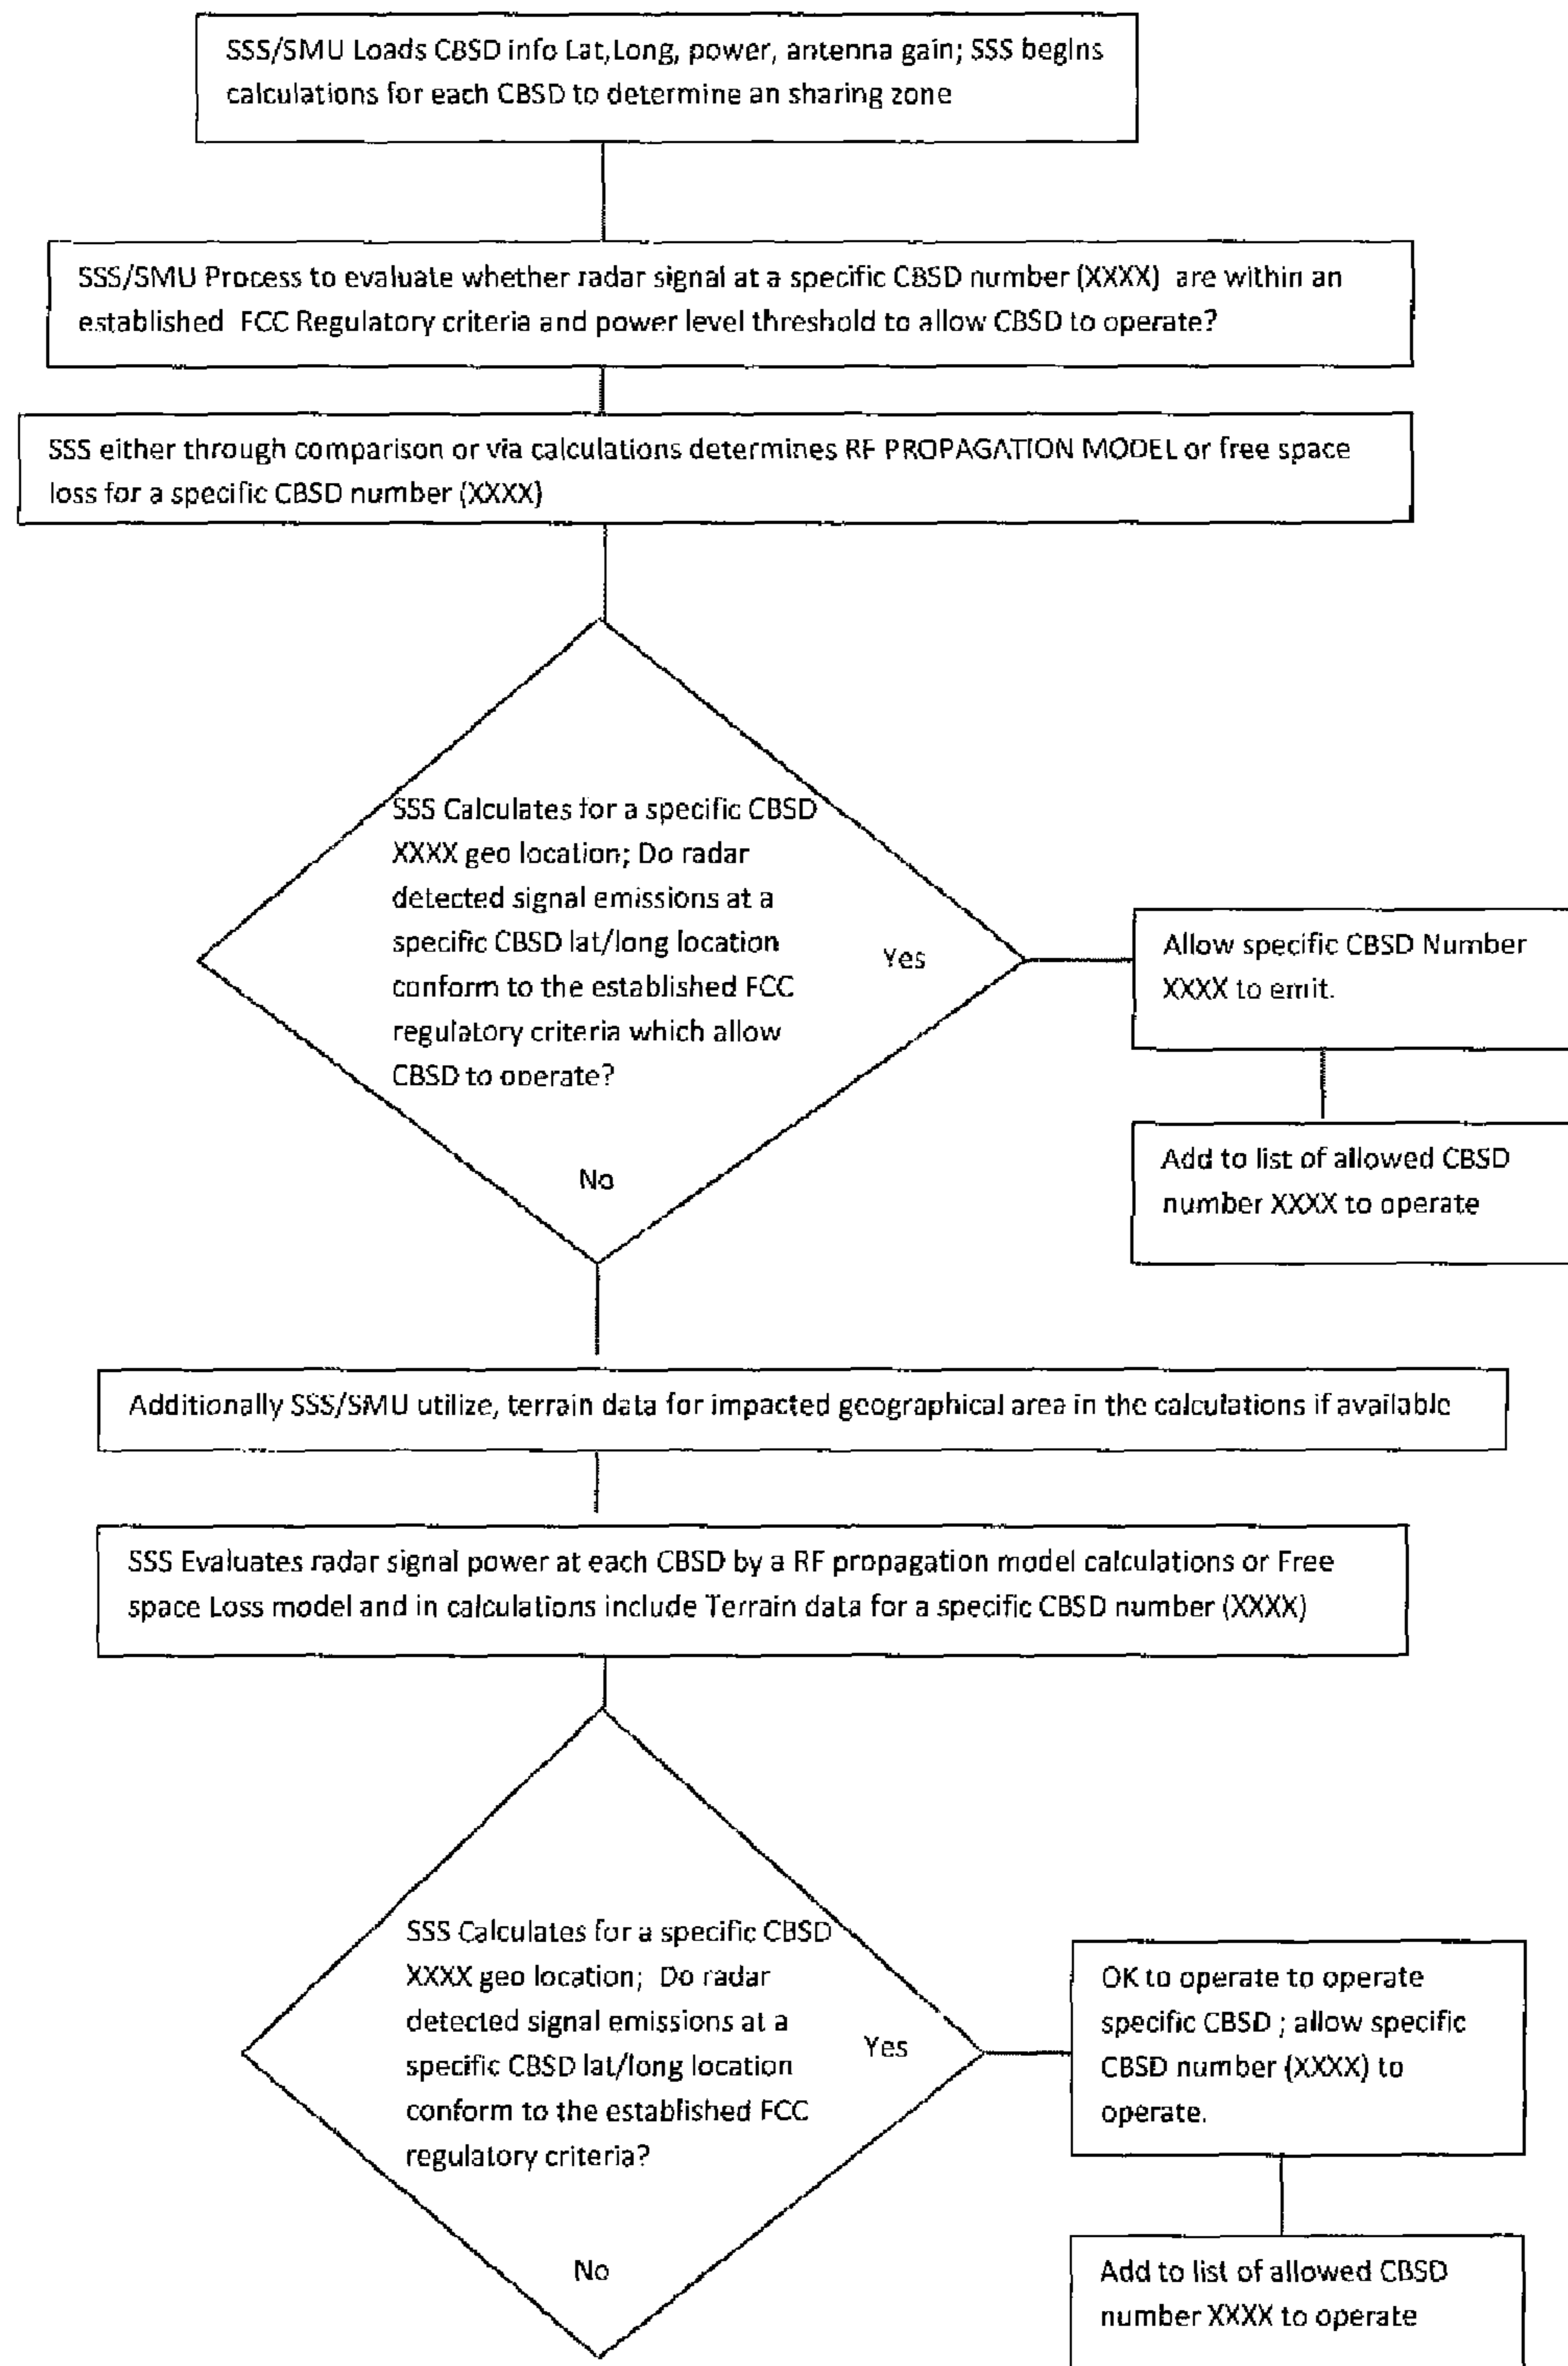 SSS/SMU Loads CBSD info Lat,Long, power, antenna gain; SSS begins
calculations for each CBSD to determine an sharing zone
SSS/SMU Process to evaluate whether radar signal at a specific CBSD number (XXXX) are within an
established FCC Regulatory criteria and power level threshold to allow CBSD to operate?
SSS either through comparison or via calculations determines RF PROPAGATION MODEL or free space
loss for a specific CBSD number (XXXX)
SSS Calculates for a specific CBSD
XXXX geo location; Do radar
detected signal emissions at a
specific CBSD lat/long location
conform to the established FCC
regulatory criteria which allow
CBSD to operate?
Yes
No
Allow specific CBSD Number
XXXX to emit.
Add to list of allowed CBSD
number XXXX to operate
Additionally SSS/SMU utilize, terrain data for impacted geographical area in the calculations if available
SSS Evaluates radar signal power at each CBSD by a RF propagation model calculations or Free
space Loss model and in calculations include Terrain data for a specific CBSD number (XXXX)
SSS Calculates for a specific CBSD
XXXX geo location; Do radar
detected signal emissions at a
specific CBSD lat/long location
conform to the established FCC
regulatory criteria?
Yes
No
OK to operate to operate
specific CBSD ; allow specific
CBSD number (XXXX) to
operate.
Add to list of allowed CBSD
number XXXX to operate